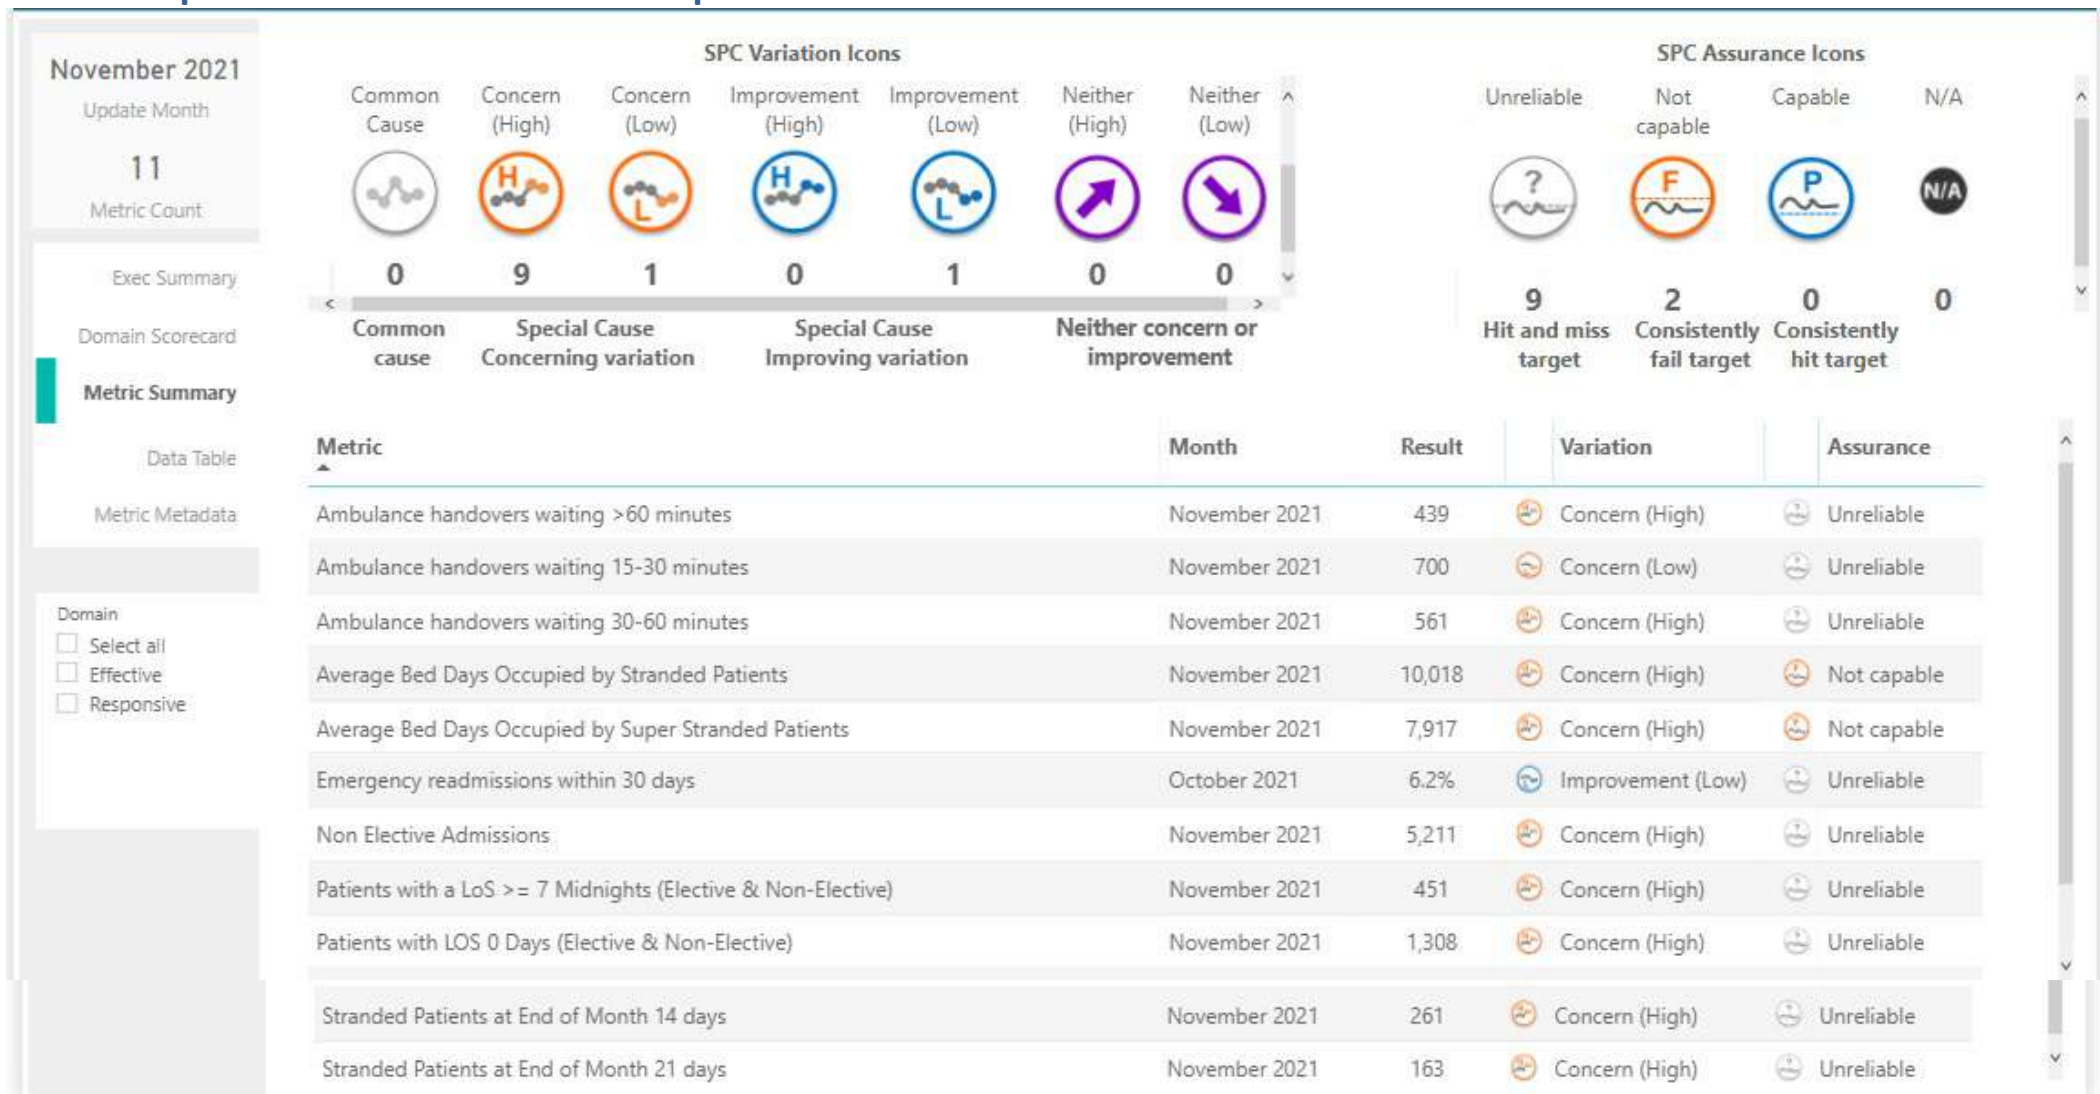 November 2021
Update Month
11
Metric Count
Exec Summary
Domain Scorecard
Metric Summary
Data Table
Metric Metadata
Domain
Select all
Effective
Responsive
SPC Variation Icons
Common Cause
Concern (High)
Concern (Low)
Improvement (High)
Improvement (Low)
Neither (High)
Neither (Low)
H
L
H
L
0 9 1 0 1 0 0
Common cause
Special Cause Concerning variation
Special Cause Improving variation
Neither concern or improvement
SPC Assurance Icons
Unreliable
Not capable
Capable
N/A
?
F
P
N/A
9 2 0 0
Hit and miss target
Consistently fail target
Consistently hit target
Metric Month Result Variation Assurance
Ambulance handovers waiting >60 minutes November 2021 439 Concern (High) Unreliable
Ambulance handovers waiting 15-30 minutes November 2021 700 Concern (Low) Unreliable
Ambulance handovers waiting 30-60 minutes November 2021 561 Concern (High) Unreliable
Average Bed Days Occupied by Stranded Patients November 2021 10,018 Concern (High) Not capable
Average Bed Days Occupied by Super Stranded Patients November 2021 7,917 Concern (High) Not capable
Emergency readmissions within 30 days October 2021 6.2% Improvement (Low) Unreliable
Non Elective Admissions November 2021 5,211 Concern (High) Unreliable
Patients with a LoS >= 7 Midnights (Elective & Non-Elective) November 2021 451 Concern (High) Unreliable
Patients with LOS 0 Days (Elective & Non-Elective) November 2021 1,308 Concern (High) Unreliable
Stranded Patients at End of Month 14 days November 2021 261 Concern (High) Unreliable
Stranded Patients at End of Month 21 days November 2021 163 Concern (High) Unreliable